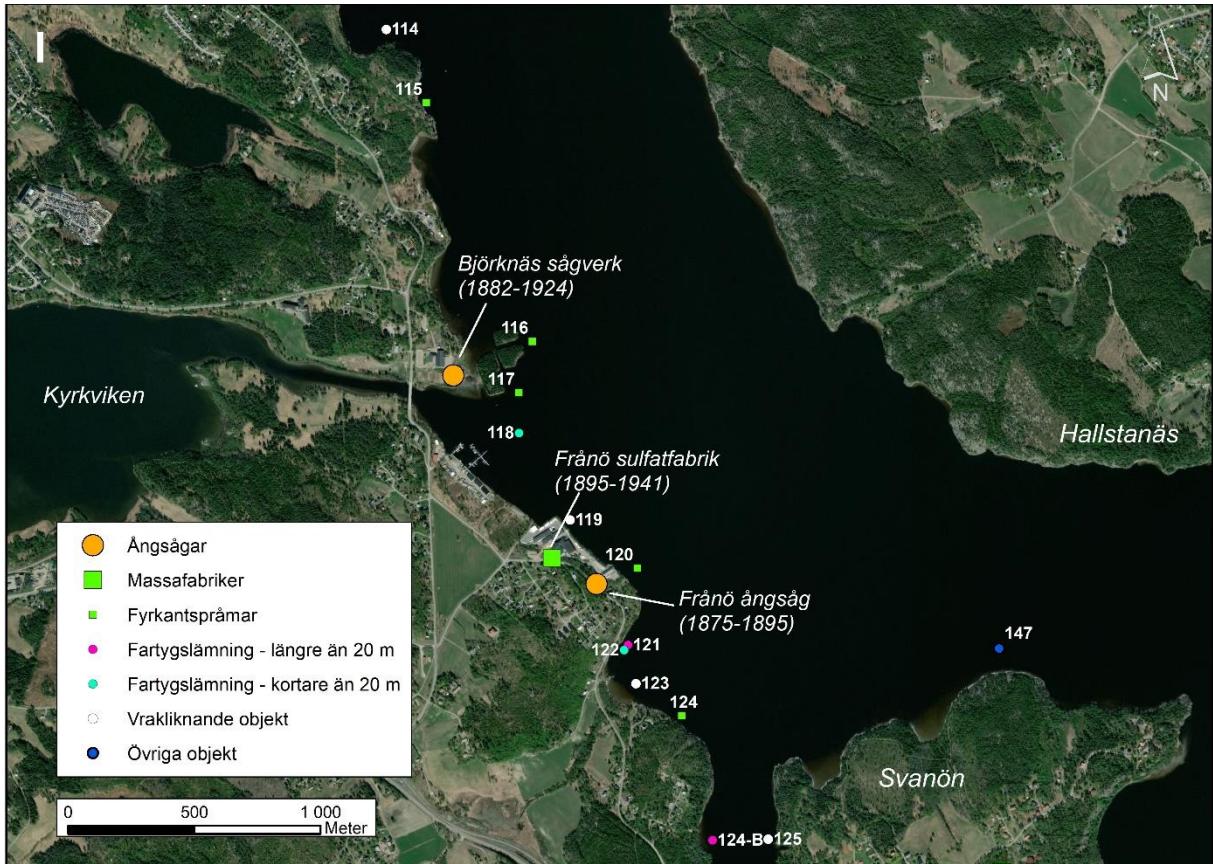 I
114
N
115
Björknäs sågverk
(1882-1924)
116
117
Kyrkviken
118
Hallstanäs
Frånö sulfatfabrik
(1895-1941)
119
120
Frånö ångsåg
(1875-1895)
121
122
147
123
124
Svanön
124-B
125
Ångsågar
Massafabriker
Fyrkantspråmar
Fartygslämning - längre än 20 m
Fartygslämning - kortare än 20 m
Vrakliknande objekt
Övriga objekt
0 500 1 000
Meter